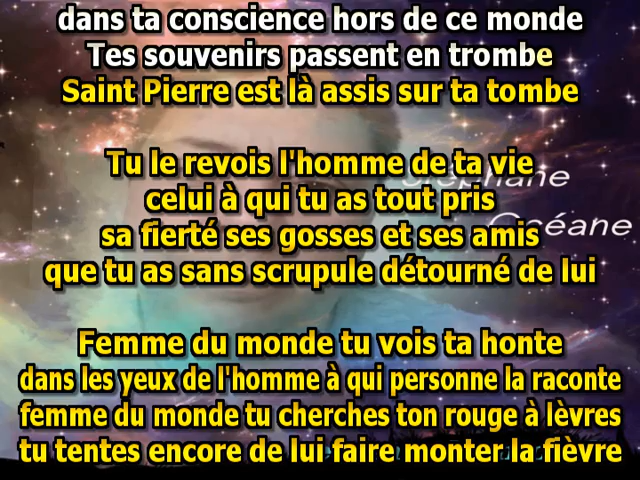 dans ta conscience hors de ce monde
Tes souvenirs passent en trombe
Saint Pierre est là assis sur ta tombe
Tu le revois l'homme de ta vie
Stéphane
celui à qui tu as tout pris
Océane
sa fierté ses gosses et ses amis
que tu as sans scrupule détourné de lui
Femme du monde tu vois ta honte
dans les yeux de l'homme à qui personne la raconte
femme du monde tu cherches ton rouge à lèvres
tu tentes encore de lui faire monter la fièvre